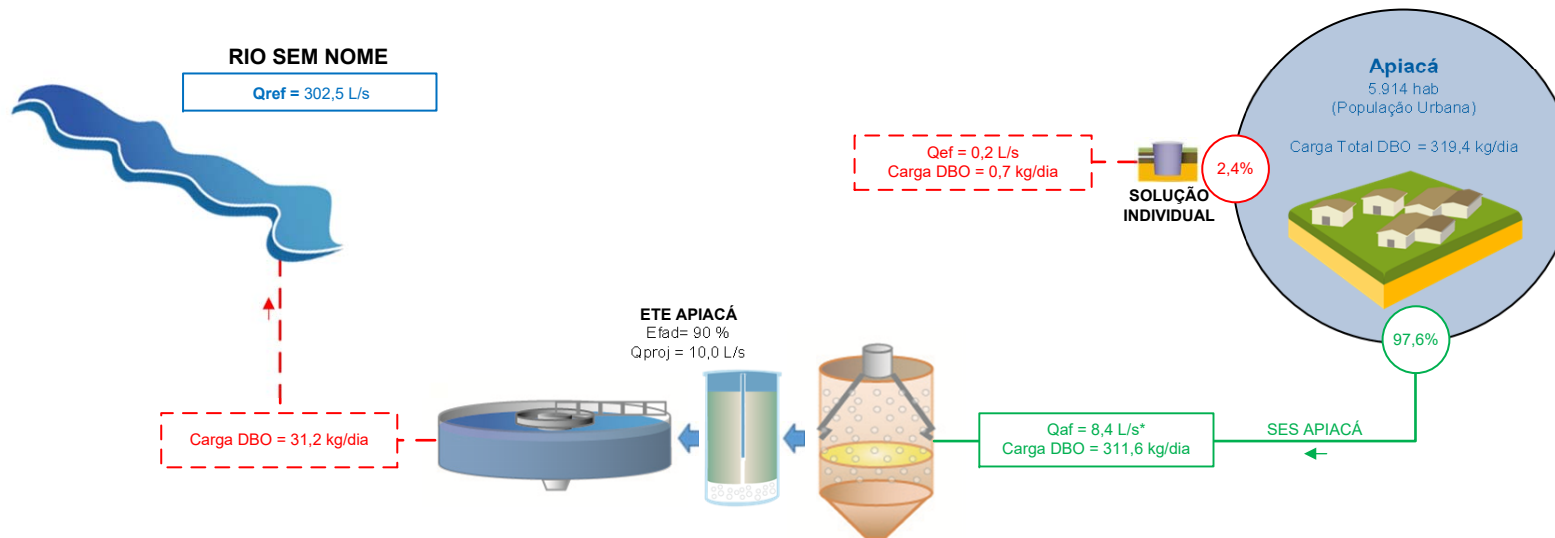 RIO SEM NOME
Qref = 302,5 L/s
Apiacá
5.914 hab
(População Urbana)
Carga Total DBO = 319,4 kg/dia
Qef = 0,2 L/s
Carga DBO = 0,7 kg/dia
2,4%
SOLUÇÃO
INDIVIDUAL
97,6%
ETE APIACÁ
Efad= 90 %
Qproj = 10,0 L/s
Carga DBO = 31,2 kg/dia
Qaf = 8,4 L/s*
Carga DBO = 311,6 kg/dia
SES APIACÁ